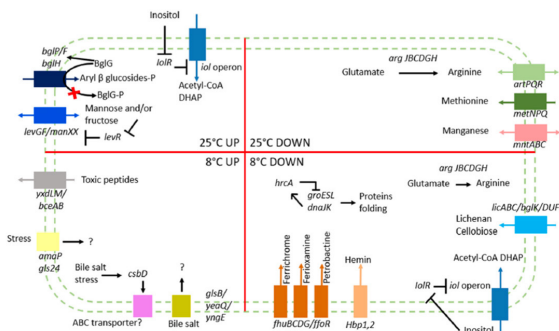 Inositol
bglP/F
bglH
BglG
Aryl β glucosides-P
BglG-P
Mannose and/or
fructose
levGF/manXX
levR
IolR
iol operon
Acetyl-CoA
DHAP
arg JBCDGH
Glutamate
Arginine
artPQR
Methionine
metNPQ
Manganese
mntABC
25°C UP
25°C DOWN
8°C UP
8°C DOWN
Toxic peptides
yxdLM/
bceAB
Stress
?
amaP
gls24
Bile salt
stress
csbD
?
ABC transporter?
Bile salt
glsB/
yeaQ/
yngE
hrcA
groESL
dnaJK
Proteins
folding
Ferrichrome
Ferrioxamine
Petrobactine
fhuBCDG/ffoR
Hemin
Hbp1,2
arg JBCDGH
Glutamate
Arginine
licABC/bglK/DUF
Lichenan
Cellobiose
Acetyl-CoA DHAP
IolR
iol operon
Inositol